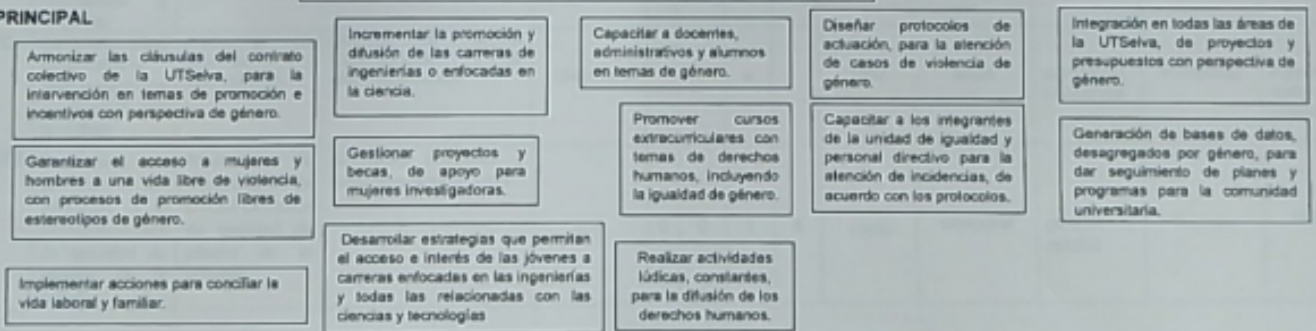 PRINCIPAL
Armonizar las cláusulas del contrato
colectivo de la UTSelva, para la
intervención en temas de promoción e
incentivos con perspectiva de género.
Garantizar el acceso a mujeres y
hombres a una vida libre de violencia,
con procesos de promoción libres de
estereotipos de género.
Implementar acciones para conciliar la
vida laboral y familiar.
Incrementar la promoción y
difusión de las carreras de
ingenierías o enfocadas en
la ciencia.
Gestionar proyectos y
becas, de apoyo para
mujeres investigadoras.
Desarrollar estrategias que permitan
el acceso e interés de las jóvenes a
carreras enfocadas en las ingenierías
y todas las relacionadas con las
ciencias y tecnologías
Capacitar a docentes,
administrativos y alumnos
en temas de género.
Promover cursos
extracurriculares con
temas de derechos
humanos, incluyendo
la igualdad de género.
Realizar actividades
lúdicas, constantes,
para la difusión de los
derechos humanos.
Diseñar protocolos de
actuación, para la atención
de casos de violencia de
género.
Capacitar a los integrantes
de la unidad de igualdad y
personal directivo para la
atención de incidencias, de
acuerdo con los protocolos.
Integración en todas las áreas de
la UTSelva, de proyectos y
presupuestos con perspectiva de
género.
Generación de bases de datos,
desagregados por género, para
dar seguimiento de planes y
programas para la comunidad
universitaria.